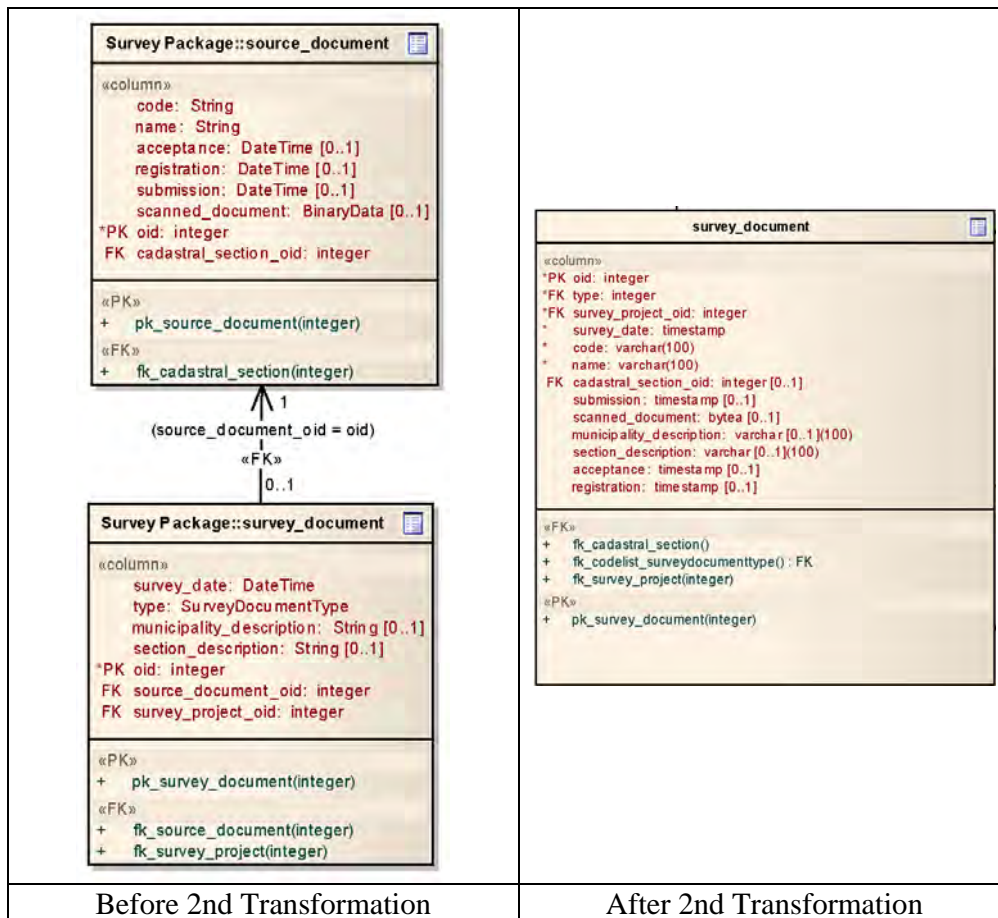 Survey Package::source_document
«column»
code: String
name: String
acceptance: DateTime [0..1]
registration: DateTime [0..1]
submission: DateTime [0..1]
scanned_document: BinaryData [0..1]
*PK oid: integer
FK cadastral_section_oid: integer
«PK»
+ pk_source_document(integer)
«FK»
+ fk_cadastral_section(integer)
1
(source_document_oid = oid)
«FK»
0..1
Survey Package::survey_document
«column»
survey_date: DateTime
type: SurveyDocumentType
municipality_description: String [0..1]
section_description: String [0..1]
*PK oid: integer
FK source_document_oid: integer
FK survey_project_oid: integer
«PK»
+ pk_survey_document(integer)
«FK»
+ fk_source_document(integer)
+ fk_survey_project(integer)
Before 2nd Transformation
survey_document
«column»
*PK oid: integer
*FK type: integer
*FK survey_project_oid: integer
* survey_date: timestamp
* code: varchar(100)
* name: varchar(100)
FK cadastral_section_oid: integer [0..1]
submission: timestamp [0..1]
scanned_document: bytea [0..1]
municipality_description: varchar [0..1](100)
section_description: varchar [0..1](100)
acceptance: timestamp [0..1]
registration: timestamp [0..1]
«FK»
+ fk_cadastral_section()
+ fk_codelist_surveydocumenttype() : FK
+ fk_survey_project(integer)
«PK»
+ pk_survey_document(integer)
After 2nd Transformation